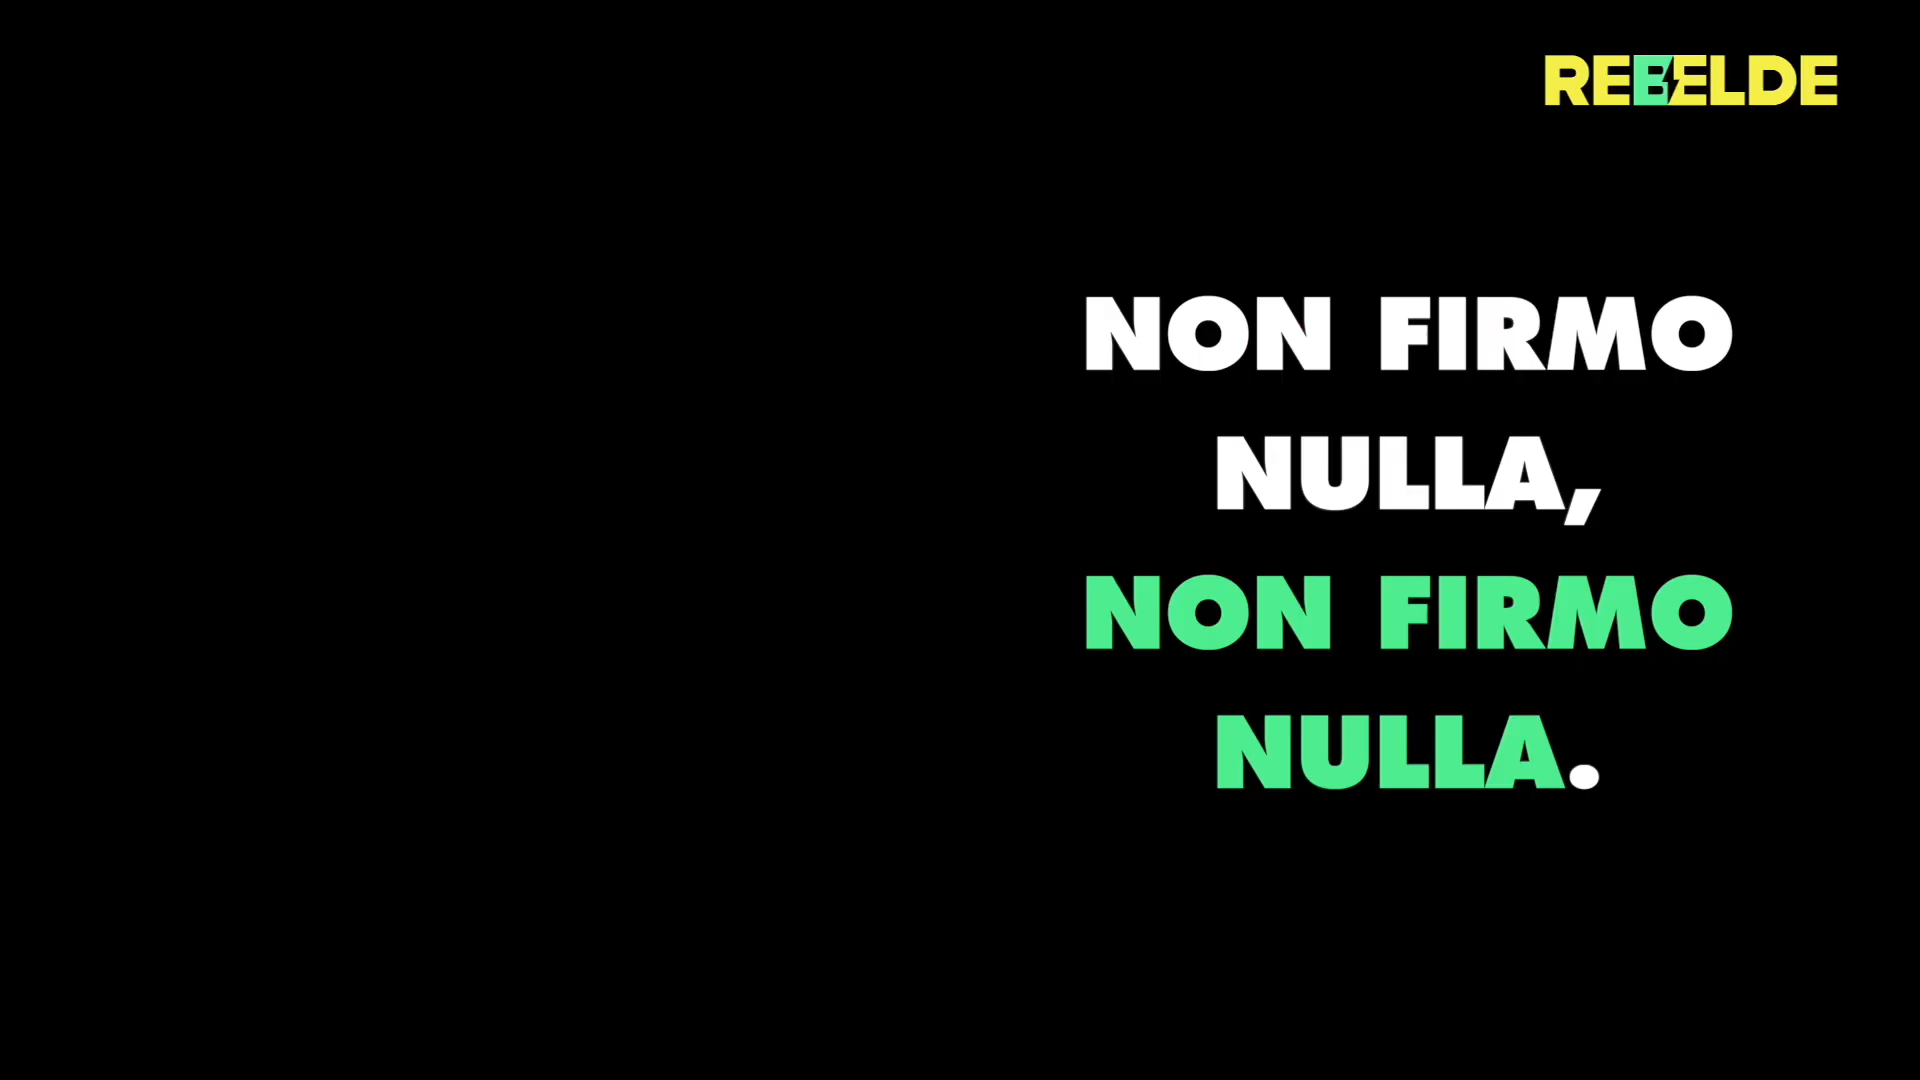 REBELDE
NON FIRMO
NULLA,
NON FIRMO
NULLA.